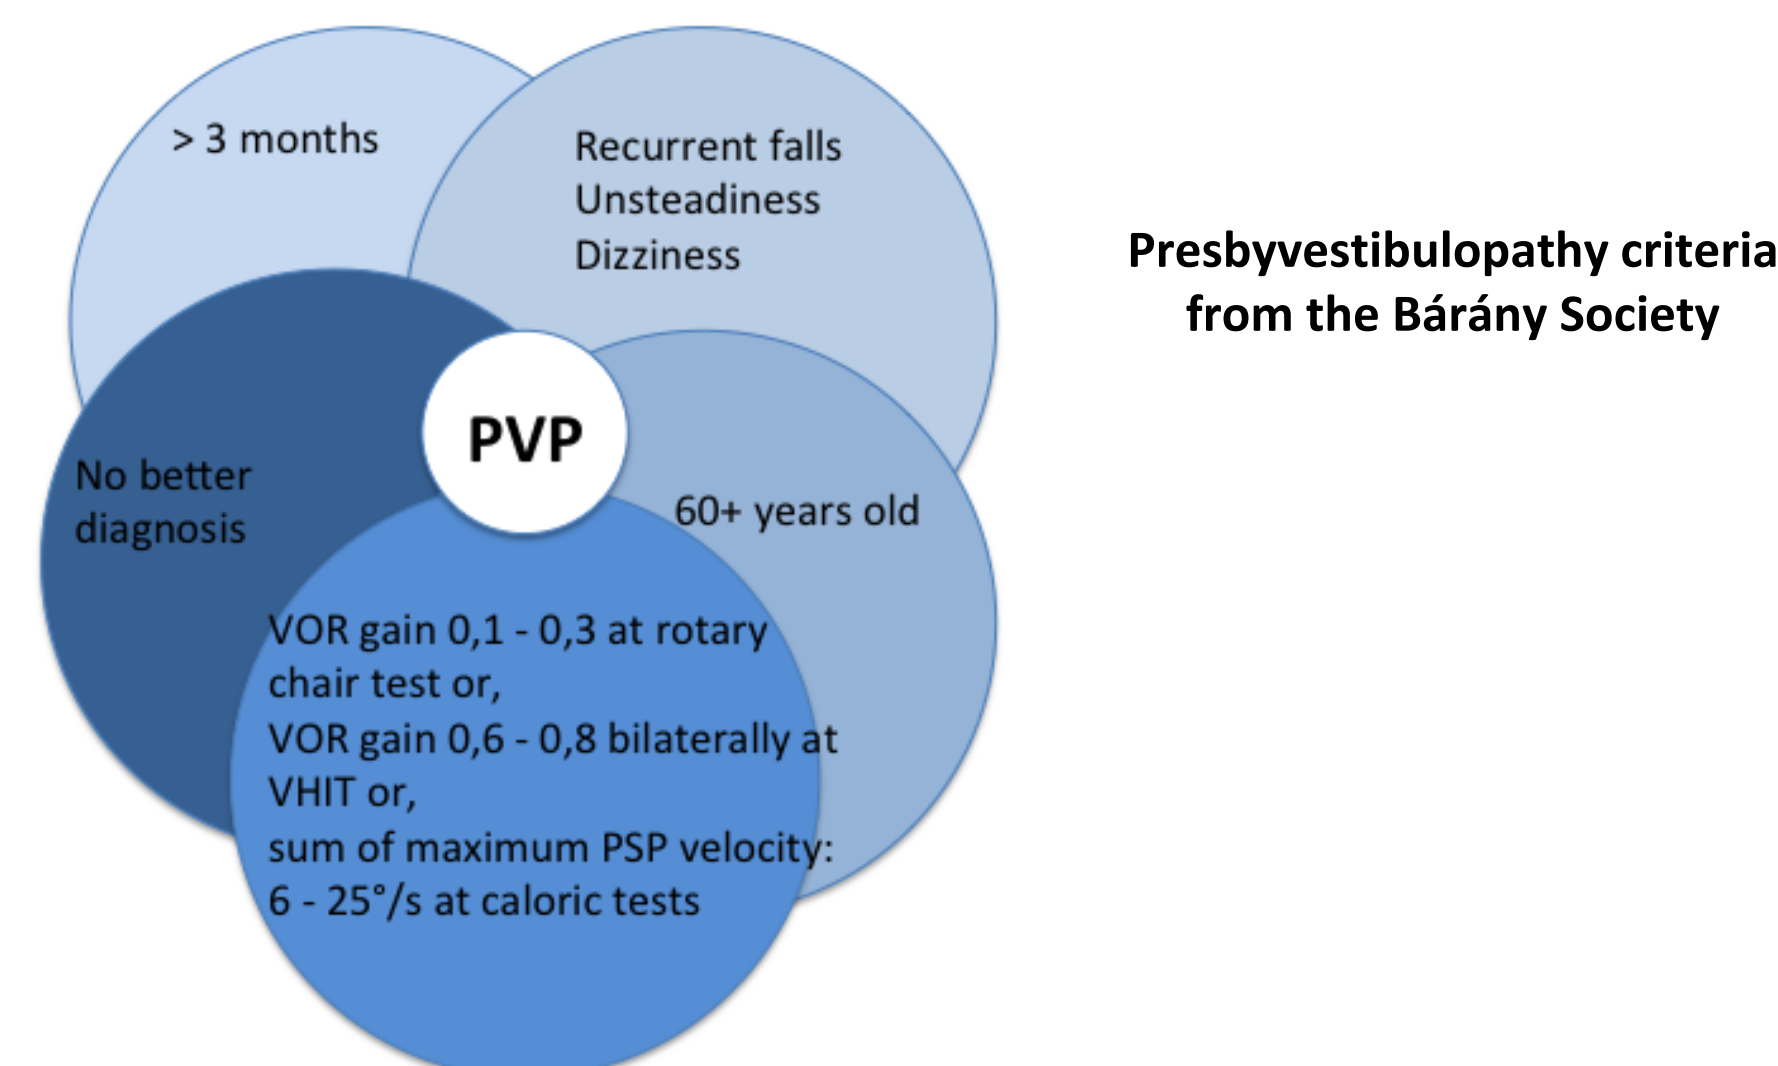 > 3 months
Recurrent falls
Unsteadiness
Dizziness
Presbyvestibulopathy criteria
from the Bárány Society
PVP
No better
diagnosis
60+ years old
VOR gain 0,1 - 0,3 at rotary
chair test or,
VOR gain 0,6 - 0,8 bilaterally at
VHIT or,
sum of maximum PSP velocity:
6 - 25°/s at caloric tests